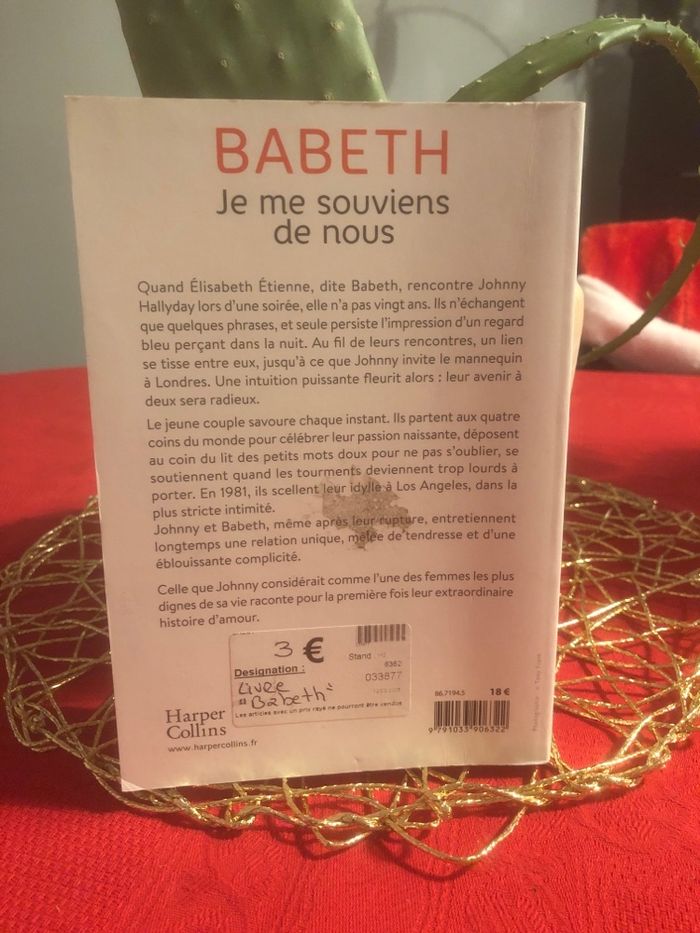 BABETH
Je me souviens
de nous
Quand Élisabeth Étienne, dite Babeth, rencontre Johnny
Hallyday lors d'une soirée, elle n'a pas vingt ans. Ils n'échangent
que quelques phrases, et seule persiste l'impression d'un regard
bleu perçant dans la nuit. Au fil de leurs rencontres, un lien
se tisse entre eux, jusqu'à ce que Johnny invite le mannequin
à Londres. Une intuition puissante fleurit alors : leur avenir à
deux sera radieux.
Le jeune couple savoure chaque instant. Ils partent aux quatre
coins du monde pour célébrer leur passion naissante, déposent
au coin du lit des petits mots doux pour ne pas s'oublier, se
soutiennent quand les tourments deviennent trop lourds à
porter. En 1981, ils scellent leur idylle à Los Angeles, dans la
plus stricte intimité.
Johnny et Babeth, même après leur rupture, entretiennent
longtemps une relation unique, mêlée de tendresse et d'une
éblouissante complicité.
Celle que Johnny considérait comme l'une des femmes les plus
dignes de sa vie raconte pour la première fois leur extraordinaire
histoire d'amour.
3 €
Stand :
6362
Designation :
033877
Livre
"Babeth"
Les articles avec un prix rayé ne pourront être vendus
Harper
Collins
www.harpercollins.fr
86.7194.5 18 €
9 791033 906322